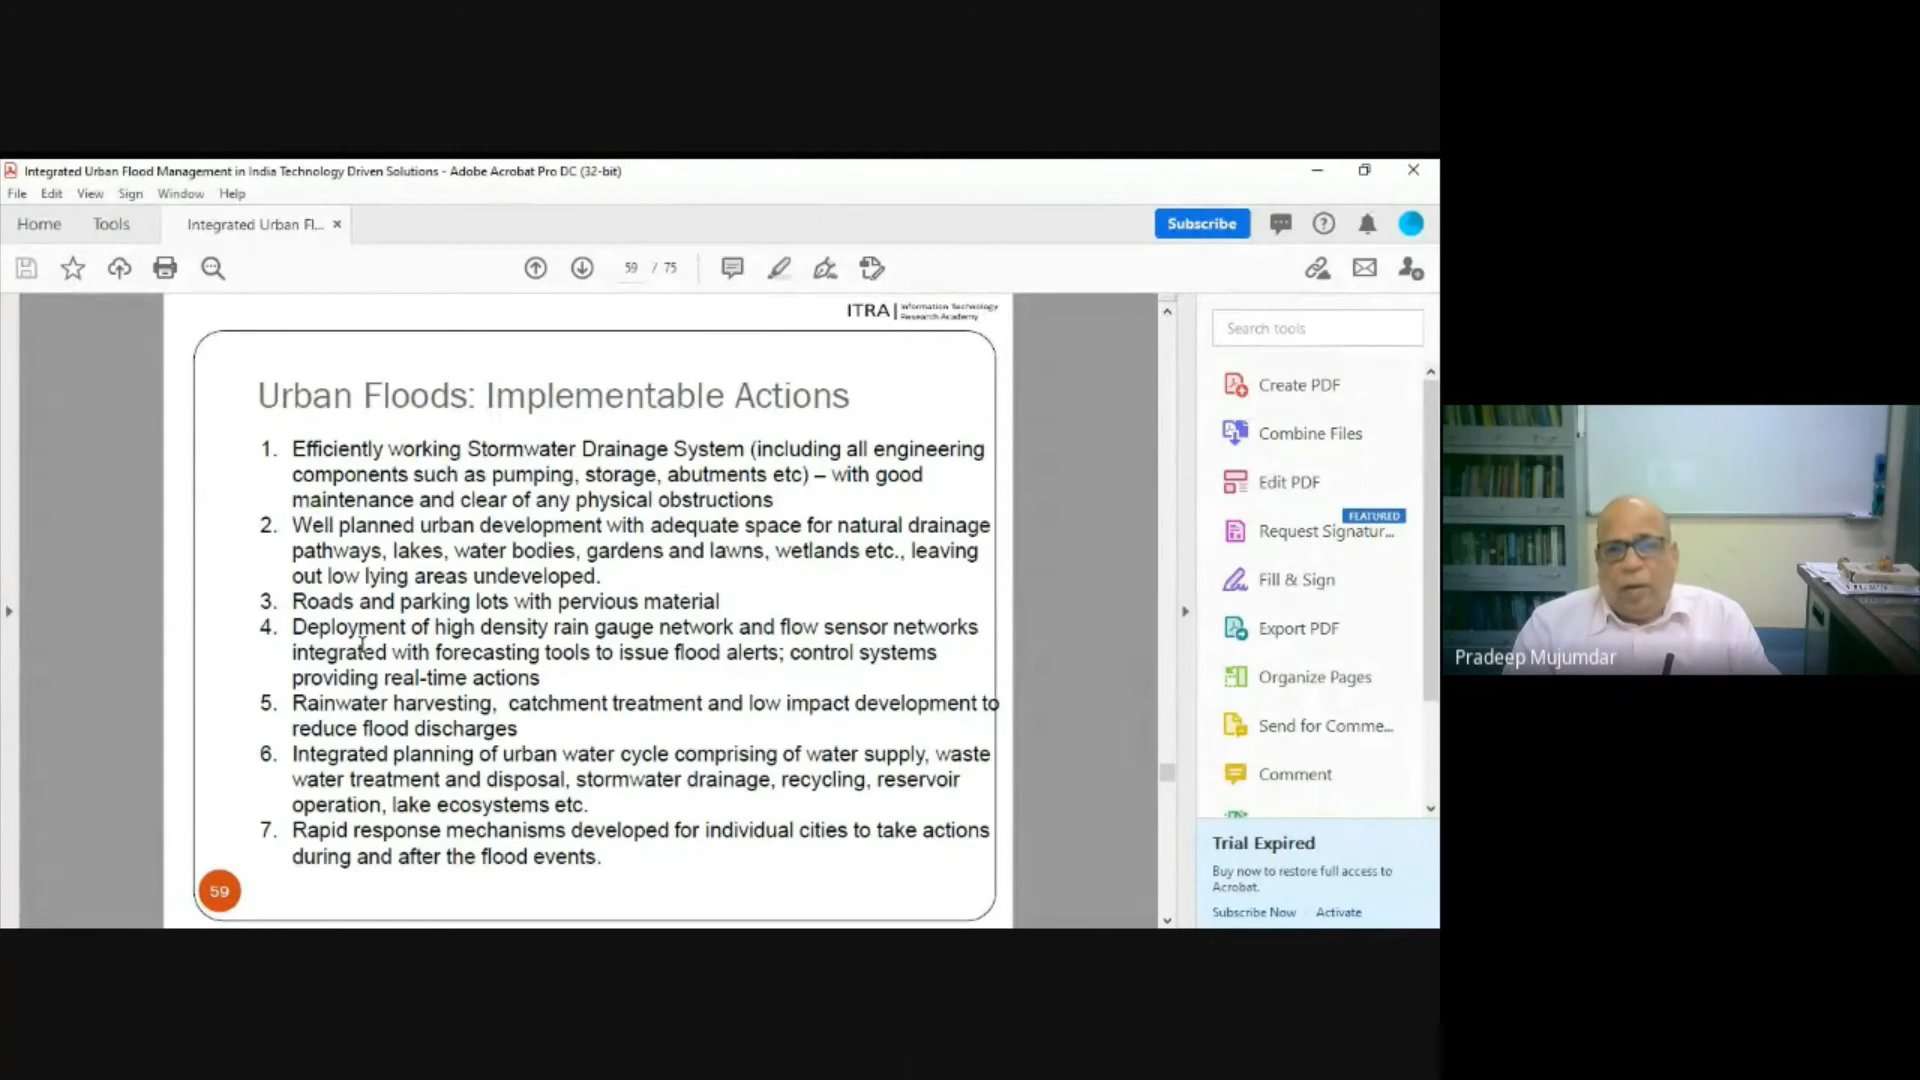 Integrated Urban Flood Management in India Technology Driven Solutions - Adobe Acrobat Pro DC (32-bit)
File Edit View Sign Window Help
Home Tools Integrated Urban Fl... ×
Subscribe
59 / 75
ITRA | Information Technology
Research Academy
Urban Floods: Implementable Actions
1. Efficiently working Stormwater Drainage System (including all engineering
components such as pumping, storage, abutments etc) – with good
maintenance and clear of any physical obstructions
2. Well planned urban development with adequate space for natural drainage
pathways, lakes, water bodies, gardens and lawns, wetlands etc., leaving
out low lying areas undeveloped.
3. Roads and parking lots with pervious material
4. Deployment of high density rain gauge network and flow sensor networks
integrated with forecasting tools to issue flood alerts; control systems
providing real-time actions
5. Rainwater harvesting, catchment treatment and low impact development to
reduce flood discharges
6. Integrated planning of urban water cycle comprising of water supply, waste
water treatment and disposal, stormwater drainage, recycling, reservoir
operation, lake ecosystems etc.
7. Rapid response mechanisms developed for individual cities to take actions
during and after the flood events.
59
Search tools
Create PDF
Combine Files
Edit PDF
FEATURED
Request Signatur...
Fill & Sign
Export PDF
Organize Pages
Send for Comme...
Comment
Trial Expired
Buy now to restore full access to
Acrobat.
Subscribe Now Activate
Pradeep Mujumdar